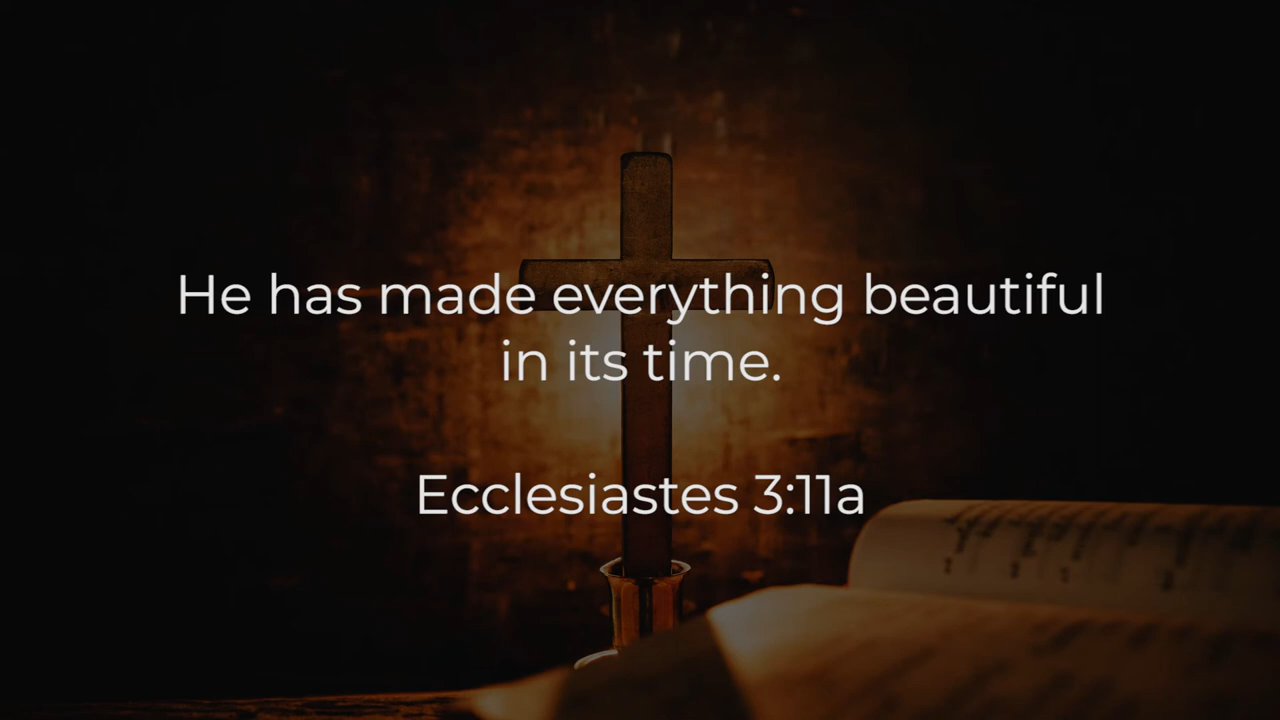 He has made everything beautiful
in its time.
Ecclesiastes 3:11a